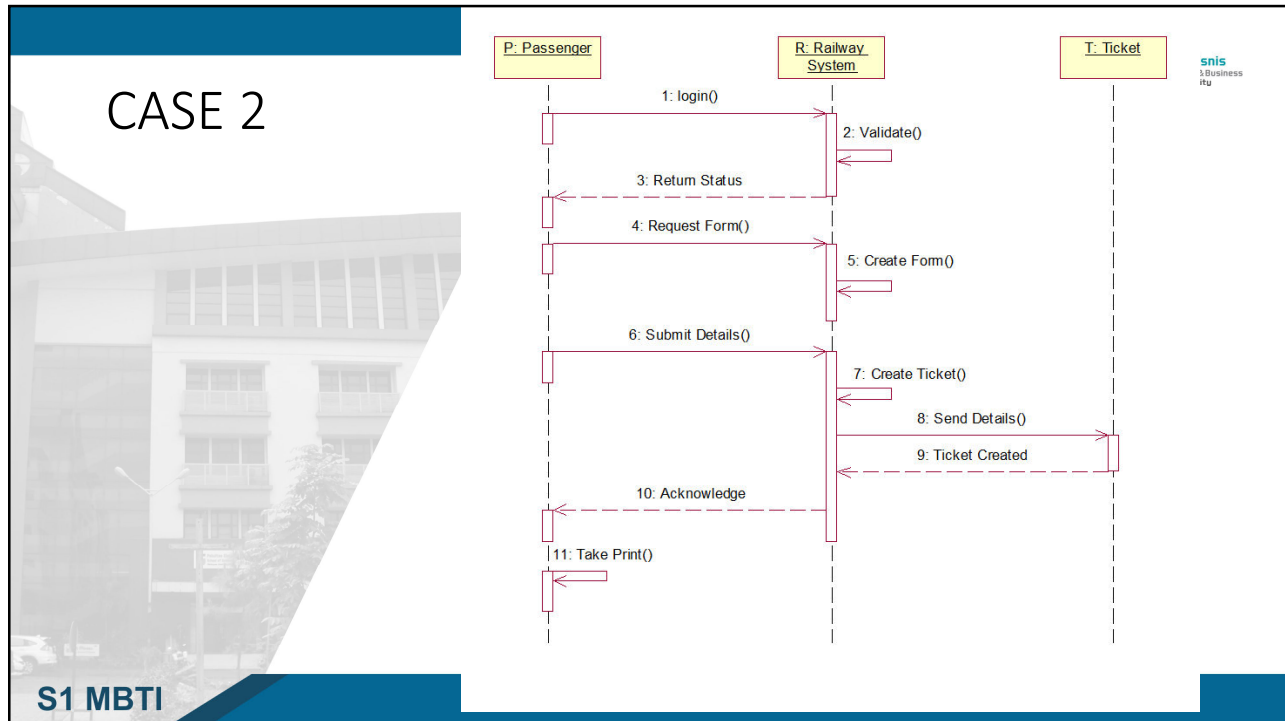 CASE 2
P: Passenger
R: Railway
System
T: Ticket
snis
& Business
ity
1: login()
2: Validate()
3: Return Status
4: Request Form()
5: Create Form()
6: Submit Details()
7: Create Ticket()
8: Send Details()
9: Ticket Created
10: Acknowledge
11: Take Print()
S1 MBTI